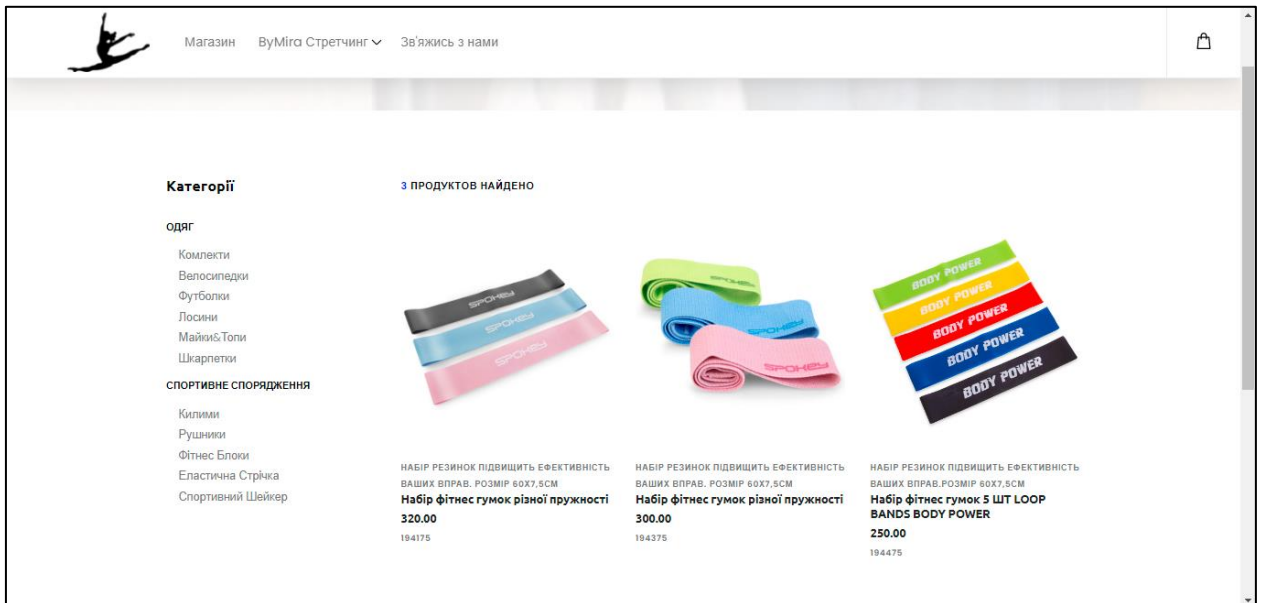 Магазин ByMira Стретчинг Зв'яжись з нами
Категорії
ОДЯГ
Комлекти
Велосипедки
Футболки
Лосини
Майки&Топи
Шкарпетки
СПОРТИВНЕ СПОРЯДЖЕННЯ
Килими
Рушники
Фітнес Блоки
Еластична Стрічка
Спортивний Шейкер
3 ПРОДУКТОВ НАЙДЕНО
SPOKEY
SPOKEY
SPOKEY
НАБІР РЕЗИНОК ПІДВИЩИТЬ ЕФЕКТИВНІСТЬ
ВАШИХ ВПРАВ. РОЗМІР 60Х7,5СМ
Набір фітнес гумок різної пружності
320.00
194175
SPOKEY
SPOKEY
SPOKEY
НАБІР РЕЗИНОК ПІДВИЩИТЬ ЕФЕКТИВНІСТЬ
ВАШИХ ВПРАВ. РОЗМІР 60Х7,5СМ
Набір фітнес гумок різної пружності
300.00
194375
BODY POWER
BODY POWER
BODY POWER
BODY POWER
BODY POWER
НАБІР РЕЗИНОК ПІДВИЩИТЬ ЕФЕКТИВНІСТЬ
ВАШИХ ВПРАВ.РОЗМІР 60Х7,5СМ
Набір фітнес гумок 5 ШТ LOOP
BANDS BODY POWER
250.00
194475